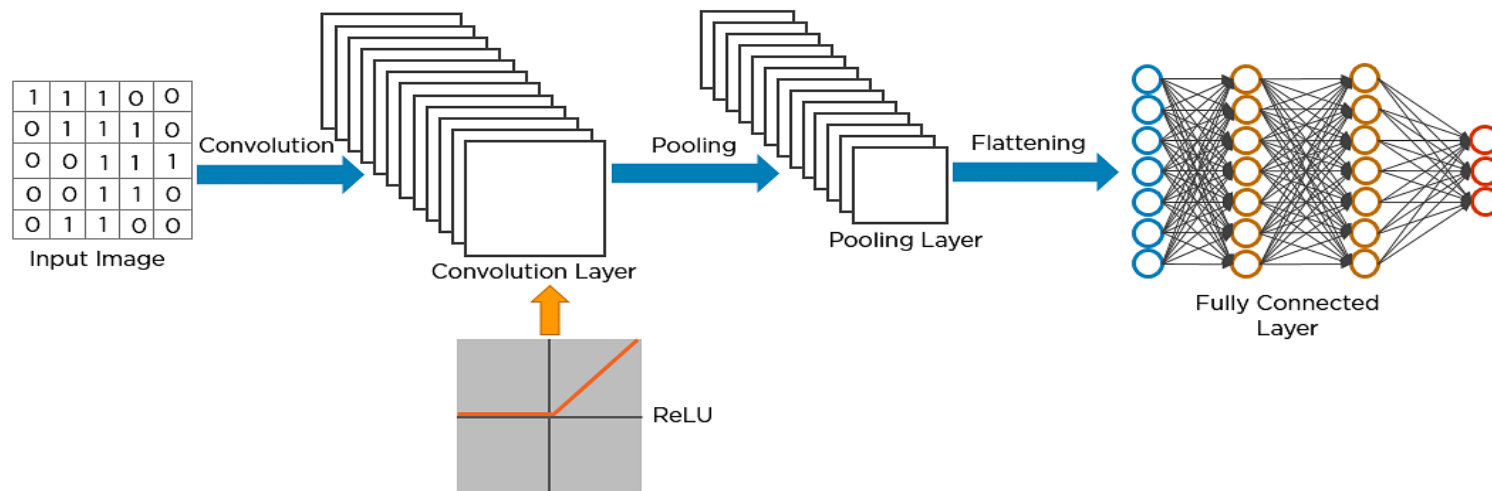 1 1 1 0 0
0 1 1 1 0
0 0 1 1 1
0 0 1 1 0
0 1 1 0 0
Input Image
Convolution
Convolution Layer
ReLU
Pooling
Pooling Layer
Flattening
Fully Connected
Layer